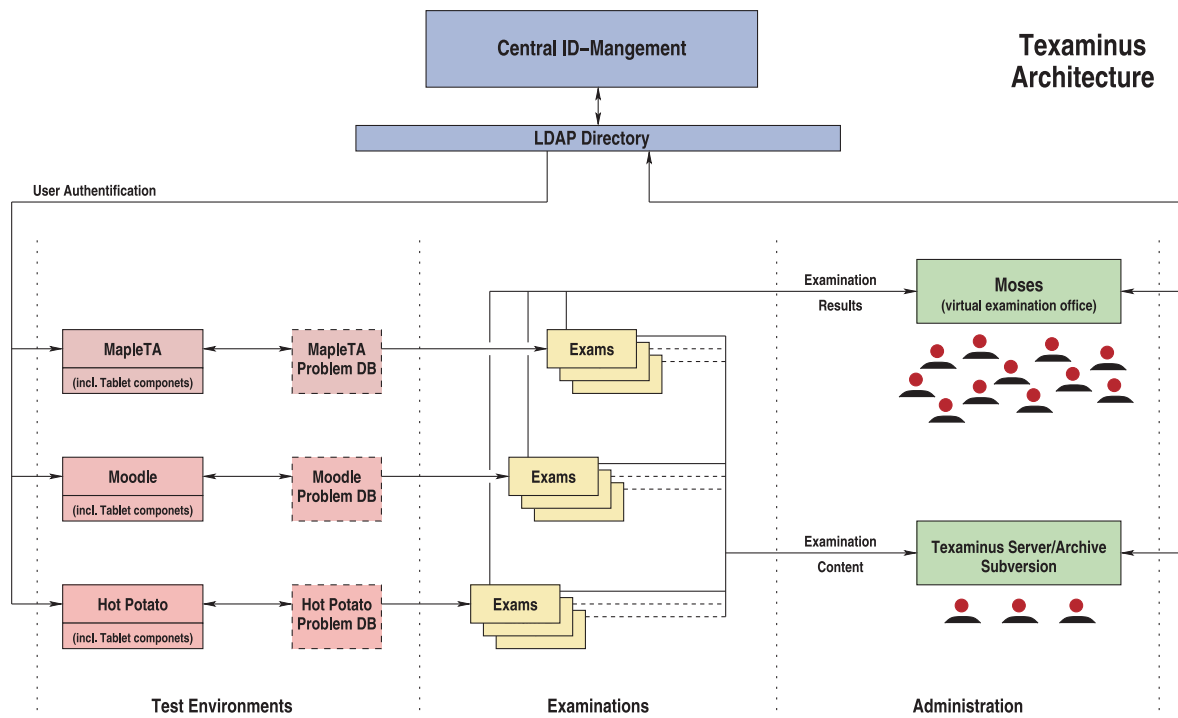 Central ID–Mangement
Texaminus
Architecture
LDAP Directory
User Authentification
Examination
Results
Moses
(virtual examination office)
MapleTA
(incl. Tablet componets)
MapleTA
Problem DB
Exams
Moodle
(incl. Tablet componets)
Moodle
Problem DB
Exams
Examination
Content
Texaminus Server/Archive
Subversion
Hot Potato
(incl. Tablet componets)
Hot Potato
Problem DB
Exams
Test Environments
Examinations
Administration